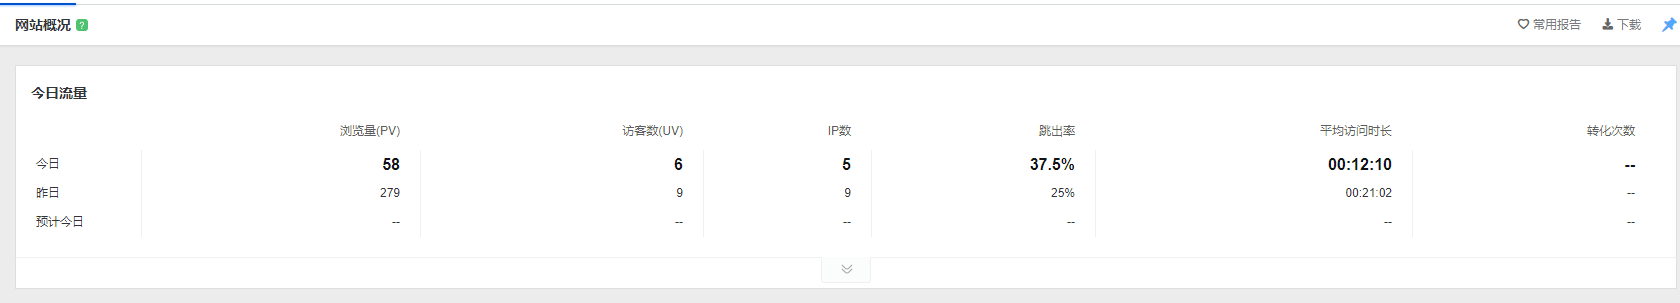 网站概况 ?
常用报告 下载
今日流量
浏览量(PV) 访客数(UV) IP数 跳出率 平均访问时长 转化次数
今日 58 6 5 37.5% 00:12:10 --
昨日 279 9 9 25% 00:21:02 --
预计今日 -- -- -- -- -- --